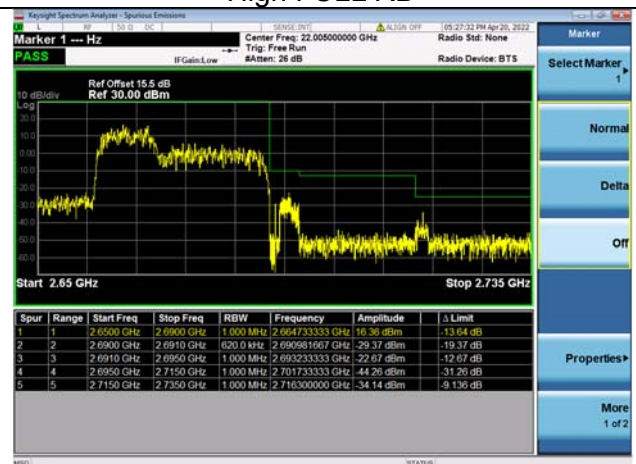 Keysight Spectrum Analyzer - Spurious Emissions
L RF 50 Ω DC SENSE:INT ALIGN OFF 05:27:32 PM Apr 20, 2022
Marker 1 --- Hz
Center Freq: 22.005000000 GHz
Radio Std: None
Trig: Free Run
PASS
IFGain:Low
#Atten: 26 dB
Radio Device: BTS
Ref Offset 15.5 dB
10 dB/div Ref 30.00 dBm
Log
20.0
10.0
0.00
-10.0
-20.0
-30.0
-40.0
-50.0
-60.0
Start 2.65 GHz
Stop 2.735 GHz
Spur Range Start Freq Stop Freq RBW Frequency Amplitude Δ Limit
1 1 2.6500 GHz 2.6900 GHz 1.000 MHz 2.664733333 GHz 16.36 dBm -13.64 dB
2 2 2.6900 GHz 2.6910 GHz 620.0 kHz 2.690981667 GHz -29.37 dBm -19.37 dB
3 3 2.6910 GHz 2.6950 GHz 1.000 MHz 2.693233333 GHz -22.67 dBm -12.67 dB
4 4 2.6950 GHz 2.7150 GHz 1.000 MHz 2.701733333 GHz -44.26 dBm -31.26 dB
5 5 2.7150 GHz 2.7350 GHz 1.000 MHz 2.716300000 GHz -34.14 dBm -9.136 dB
MSG
STATUS
Marker
Select Marker
1
Normal
Delta
Off
Properties
More
1 of 2